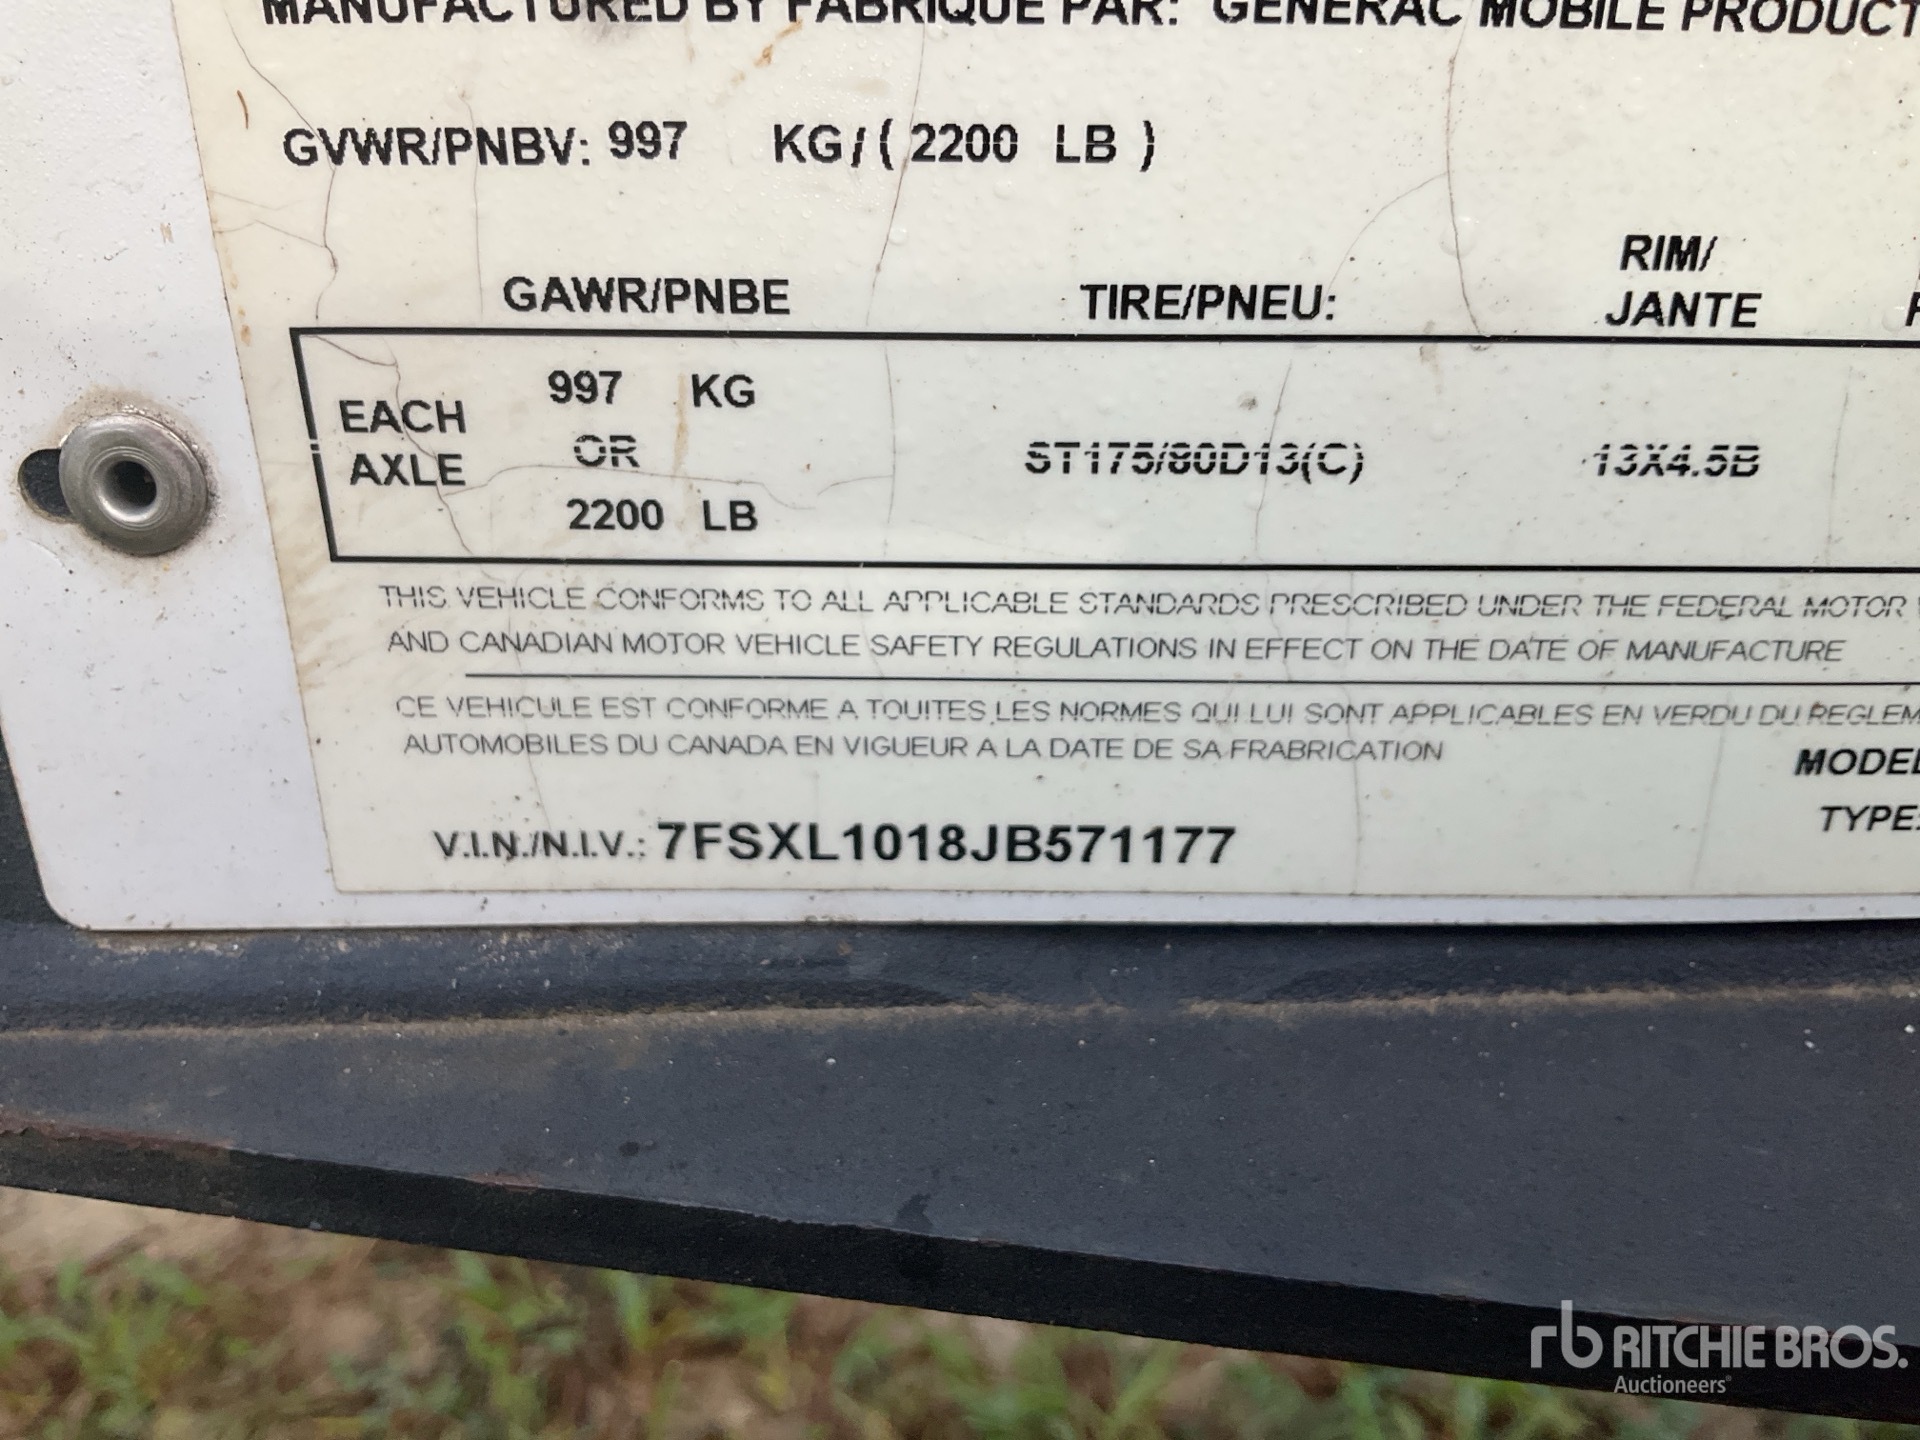 MANUFACTURED BY FABRIQUE PAR: GENERAC MOBILE PRODUCT
GVWR/PNBV: 997 KG/( 2200 LB )
GAWR/PNBE TIRE/PNEU: RIM/
JANTE
EACH
AXLE
997 KG
OR
2200 LB
ST175/80D13(C) 13X4.5B
THIS VEHICLE CONFORMS TO ALL APPLICABLE STANDARDS PRESCRIBED UNDER THE FEDERAL MOTOR
AND CANADIAN MOTOR VEHICLE SAFETY REGULATIONS IN EFFECT ON THE DATE OF MANUFACTURE
CE VEHICULE EST CONFORME A TOUITES LES NORMES QUI LUI SONT APPLICABLES EN VERDU DU REGLEM
AUTOMOBILES DU CANADA EN VIGUEUR A LA DATE DE SA FRABRICATION
MODEL
TYPE:
V.I.N./N.I.V.: 7FSXL1018JB571177
rb RITCHIE BROS.
Auctioneers